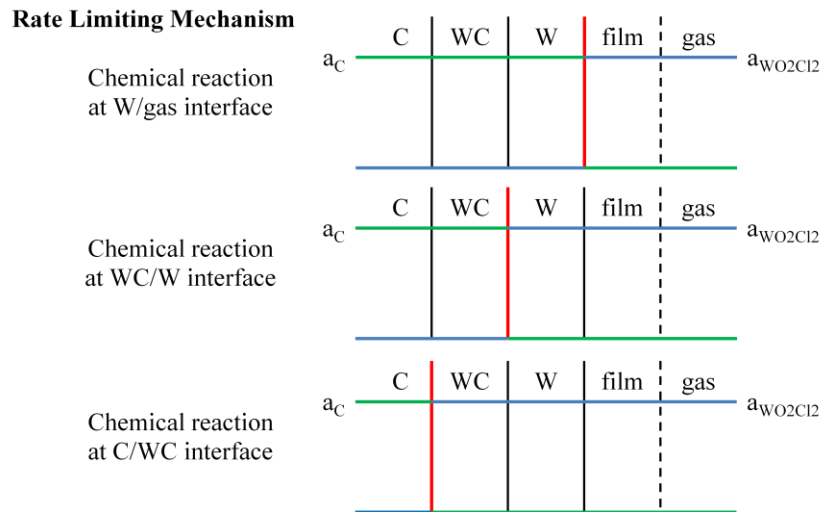 Rate Limiting Mechanism
C WC W film gas
a_C a_WO2Cl2
Chemical reaction
at W/gas interface
C WC W film gas
a_C a_WO2Cl2
Chemical reaction
at WC/W interface
C WC W film gas
a_C a_WO2Cl2
Chemical reaction
at C/WC interface